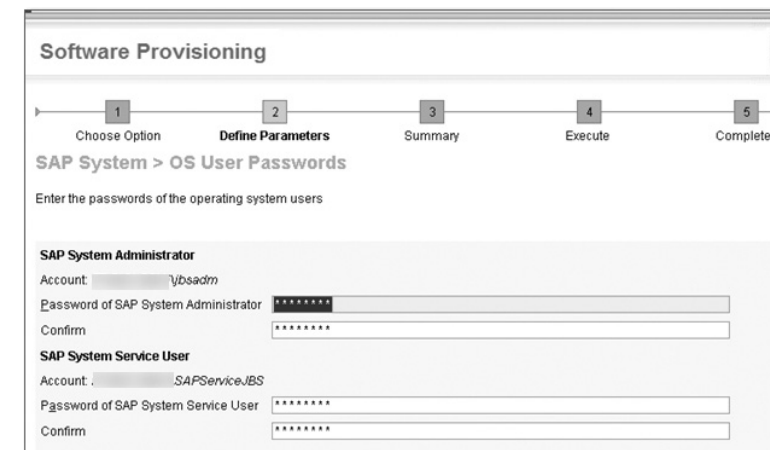 Software Provisioning
1 2 3 4 5
Choose Option Define Parameters Summary Execute Complete
SAP System > OS User Passwords
Enter the passwords of the operating system users
SAP System Administrator
Account: \jbsadm
Password of SAP System Administrator ********
Confirm ********
SAP System Service User
Account: SAPServiceJBS
Password of SAP System Service User ********
Confirm ********